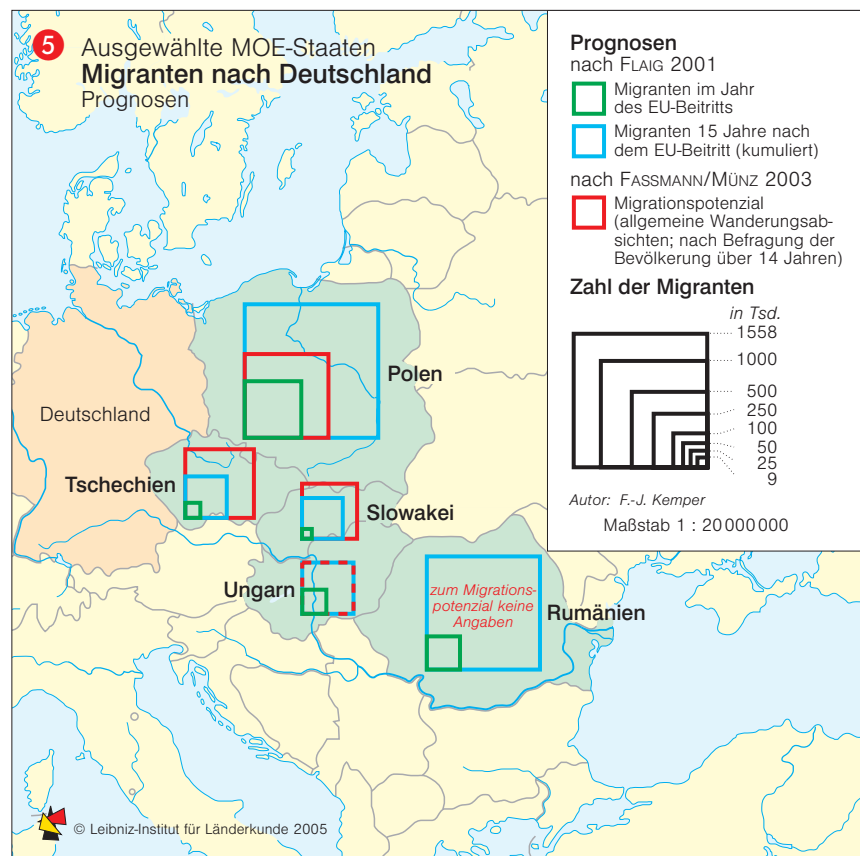 5
Ausgewählte MOE-Staaten
Migranten nach Deutschland
Prognosen
Prognosen
nach FLAIG 2001
Migranten im Jahr
des EU-Beitritts
Migranten 15 Jahre nach
dem EU-Beitritt (kumuliert)
nach FASSMANN/MÜNZ 2003
Migrationspotenzial
(allgemeine Wanderungsab-
sichten; nach Befragung der
Bevölkerung über 14 Jahren)
Zahl der Migranten
in Tsd.
1558
1000
500
250
100
50
25
9
Autor: F.-J. Kemper
Maßstab 1 : 20000000
Polen
Deutschland
Tschechien
Slowakei
Ungarn
zum Migrations-
potenzial keine
Angaben
Rumänien
© Leibniz-Institut für Länderkunde 2005